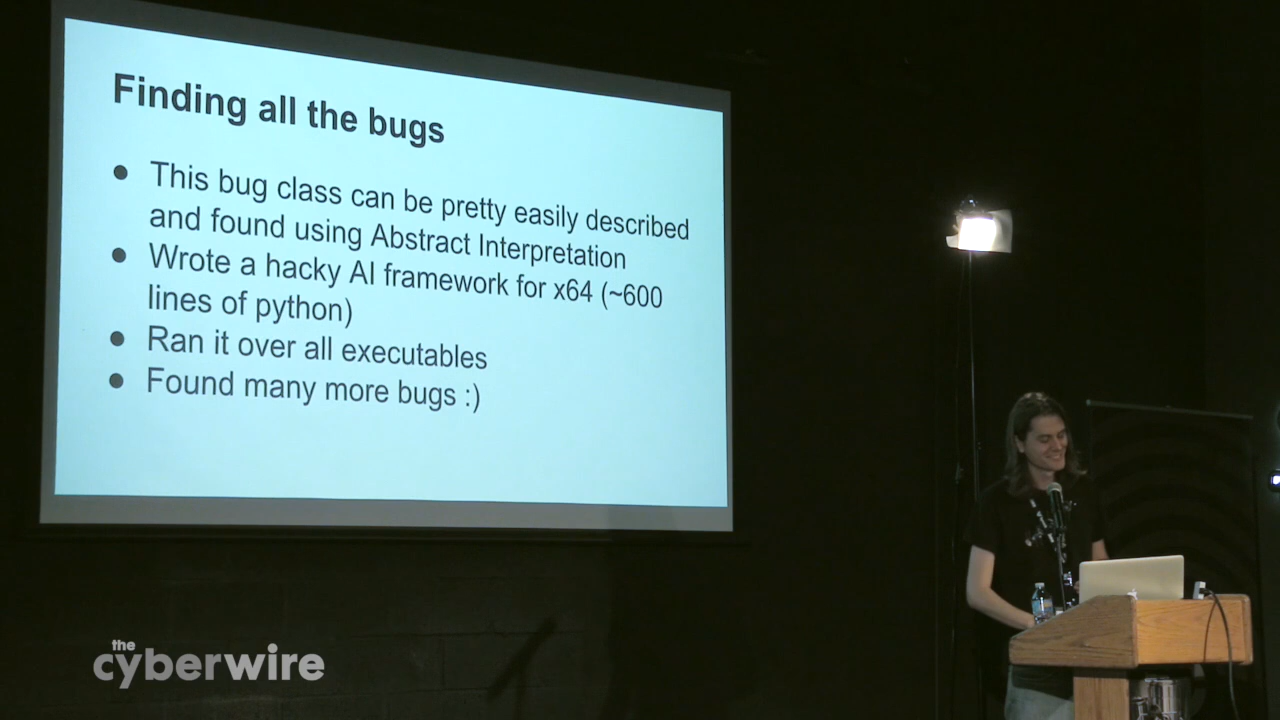 Finding all the bugs
● This bug class can be pretty easily described
and found using Abstract Interpretation
● Wrote a hacky AI framework for x64 (~600
lines of python)
● Ran it over all executables
● Found many more bugs :)
the
cyberwire